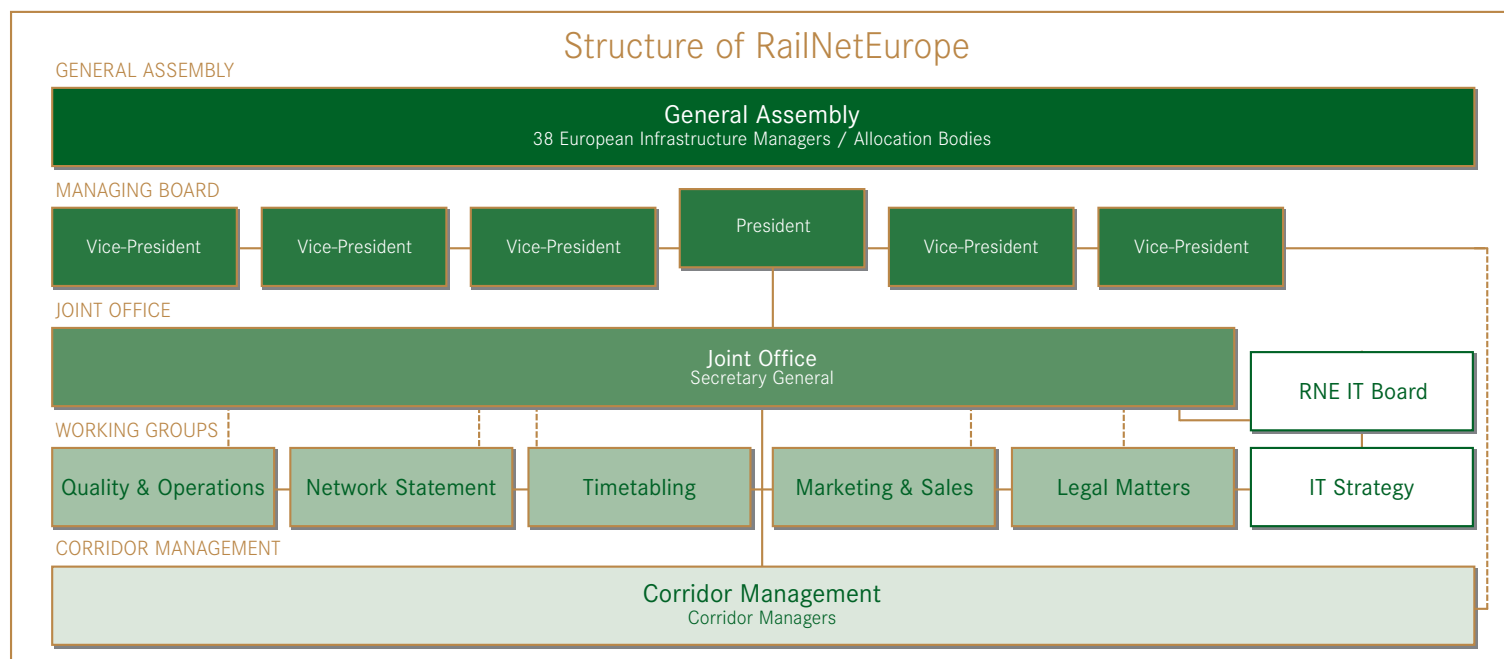 Structure of RailNetEurope
GENERAL ASSEMBLY
General Assembly
38 European Infrastructure Managers / Allocation Bodies
MANAGING BOARD
Vice-President
Vice-President
Vice-President
President
Vice-President
Vice-President
JOINT OFFICE
Joint Office
Secretary General
RNE IT Board
WORKING GROUPS
Quality & Operations
Network Statement
Timetabling
Marketing & Sales
Legal Matters
IT Strategy
CORRIDOR MANAGEMENT
Corridor Management
Corridor Managers